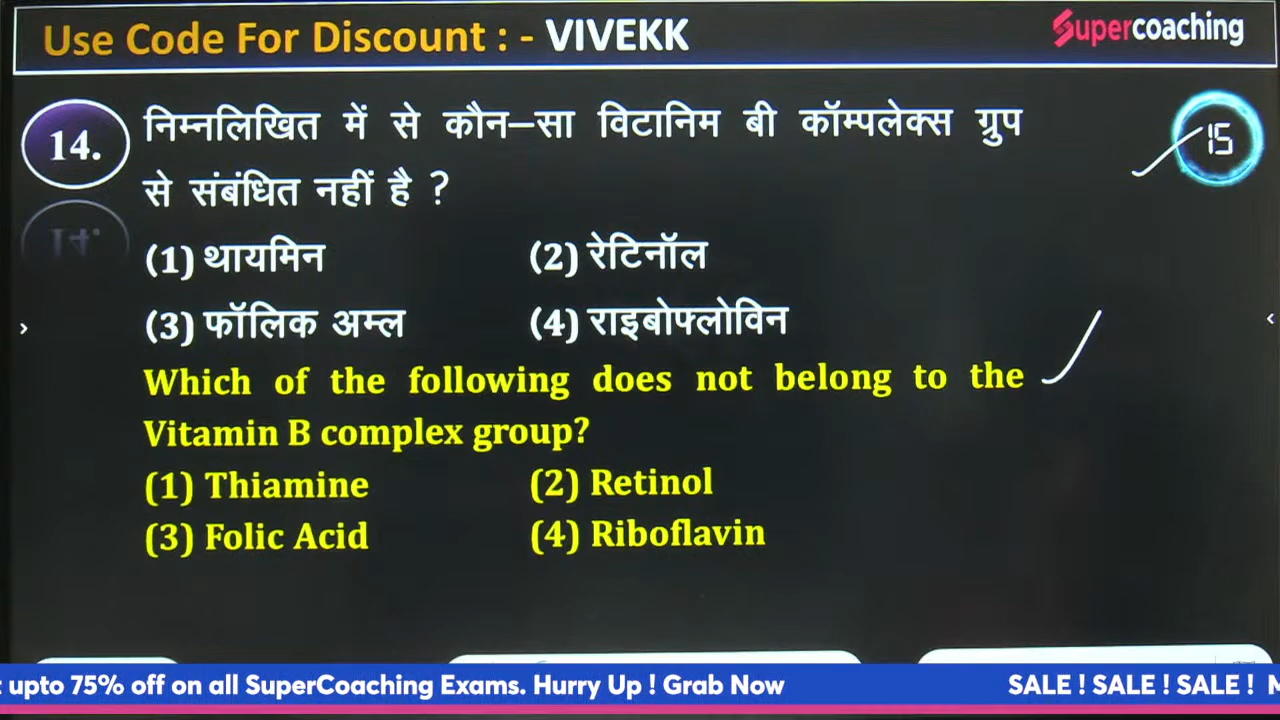 Use Code For Discount : - VIVEKK
Supercoaching
14.
निम्नलिखित में से कौन–सा विटानिम बी कॉम्पलेक्स ग्रुप
15
से संबंधित नहीं है ?
(1) थायमिन (2) रेटिनॉल
(3) फॉलिक अम्ल (4) राइबोफ्लोविन
Which of the following does not belong to the
Vitamin B complex group?
(1) Thiamine (2) Retinol
(3) Folic Acid (4) Riboflavin
upto 75% off on all SuperCoaching Exams. Hurry Up ! Grab Now SALE ! SALE ! SALE !